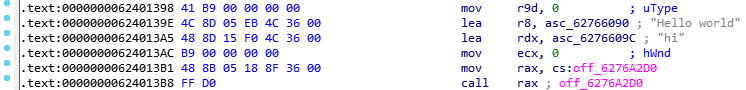 .text:0000000062401398 41 B9 00 00 00 00 mov r9d, 0 ; uType
.text:000000006240139E 4C 8D 05 EB 4C 36 00 lea r8, asc_62766090 ; "Hello world"
.text:00000000624013A5 48 8D 15 F0 4C 36 00 lea rdx, asc_6276609C ; "hi"
.text:00000000624013AC B9 00 00 00 00 mov ecx, 0 ; hWnd
.text:00000000624013B1 48 8B 05 18 8F 36 00 mov rax, cs:off_6276A2D0
.text:00000000624013B8 FF D0 call rax ; off_6276A2D0